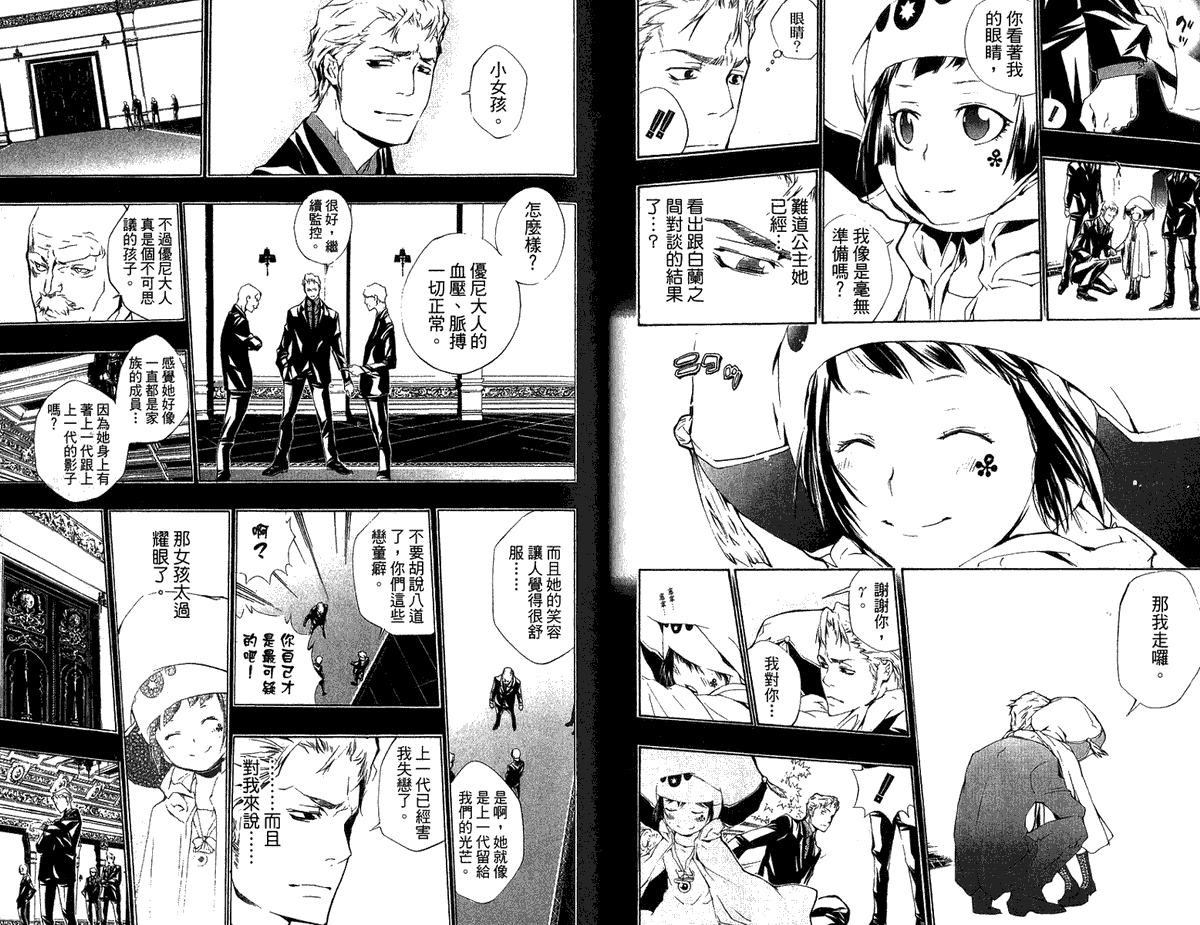 你看著我
的眼睛，
我像是毫無
準備嗎？
眼睛？
難道公主她
已經…
看出跟白蘭之
間對談的結果
了…？
那我走囉。
謝謝你，
γ。
我對你…
小女孩。
怎麼樣？
優尼大人的
血壓、脈搏
一切正常。
很好，繼
續監控。
不過優尼大人
真是個不可思
議的孩子。
感覺她好像
一直都是家
族的成員…
因為她身上有
著上一代跟上
上一代的影子
嗎？
而且她的笑容
讓人覺得很舒
服……
是啊，她就像
是上一代留給
我們的光芒。
不要胡說八道
了，你們這些
戀童癖。
啊？
你自己才
是最可疑
的吧！
上一代已經害
我失戀了。
………而且
對我來說……
那女孩太過
耀眼了。